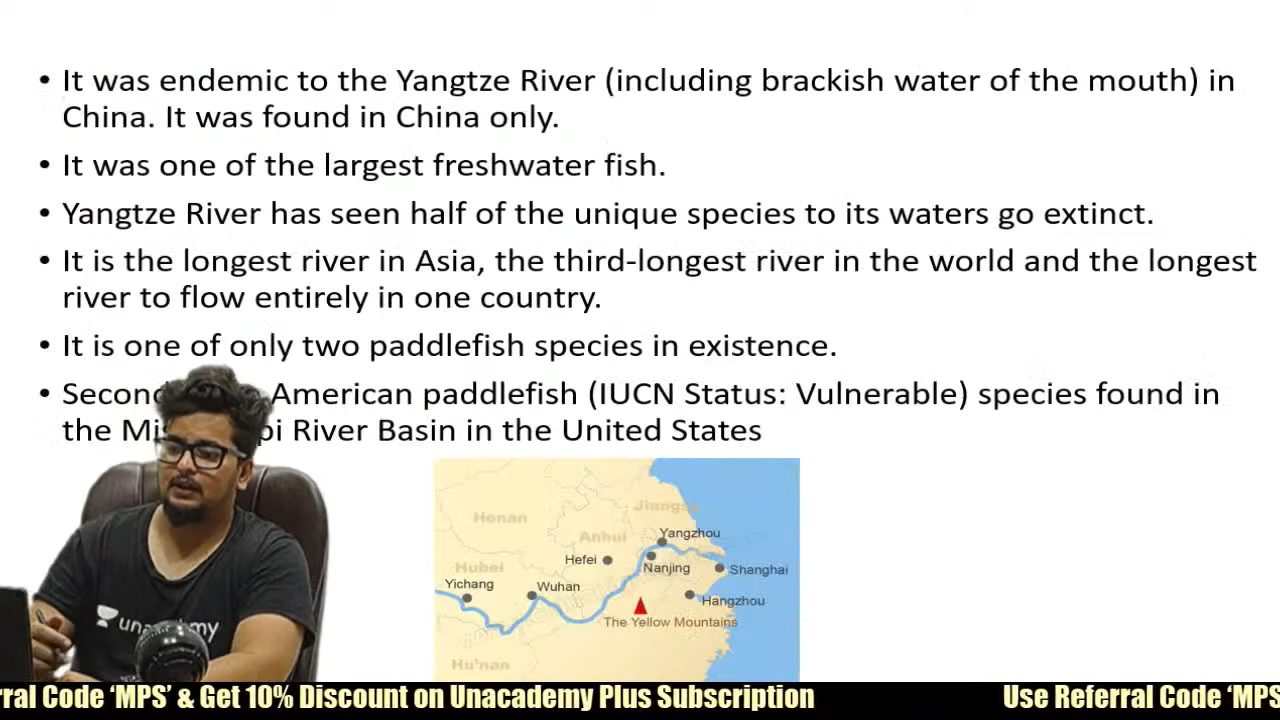 • It was endemic to the Yangtze River (including brackish water of the mouth) in
China. It was found in China only.
• It was one of the largest freshwater fish.
• Yangtze River has seen half of the unique species to its waters go extinct.
• It is the longest river in Asia, the third-longest river in the world and the longest
river to flow entirely in one country.
• It is one of only two paddlefish species in existence.
• Second American paddlefish (IUCN Status: Vulnerable) species found in
the River Basin in the United States
Jiangs
Henan
Yangzhou
Anhui
Hefei
Nanjing
Hubei
Shanghai
Yichang
Wuhan
Hangzhou
The Yellow Mountains
Hu'nan
unacademy
rral Code ‘MPS’ & Get 10% Discount on Unacademy Plus Subscription
Use Referral Code ‘MPS